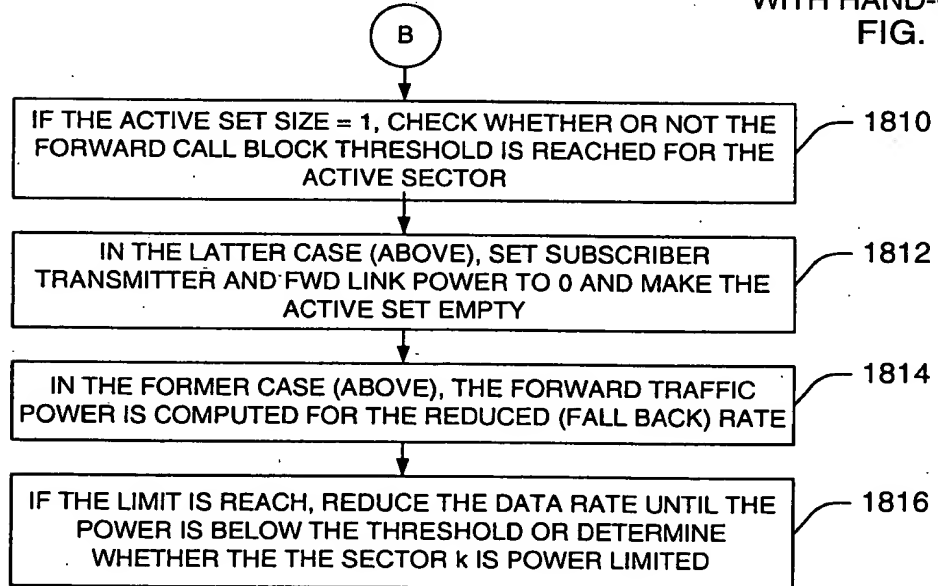 WITH HAND-
FIG.
B
IF THE ACTIVE SET SIZE = 1, CHECK WHETHER OR NOT THE
FORWARD CALL BLOCK THRESHOLD IS REACHED FOR THE
ACTIVE SECTOR
1810
IN THE LATTER CASE (ABOVE), SET SUBSCRIBER
TRANSMITTER AND FWD LINK POWER TO 0 AND MAKE THE
ACTIVE SET EMPTY
1812
IN THE FORMER CASE (ABOVE), THE FORWARD TRAFFIC
POWER IS COMPUTED FOR THE REDUCED (FALL BACK) RATE
1814
IF THE LIMIT IS REACH, REDUCE THE DATA RATE UNTIL THE
POWER IS BELOW THE THRESHOLD OR DETERMINE
WHETHER THE THE SECTOR k IS POWER LIMITED
1816